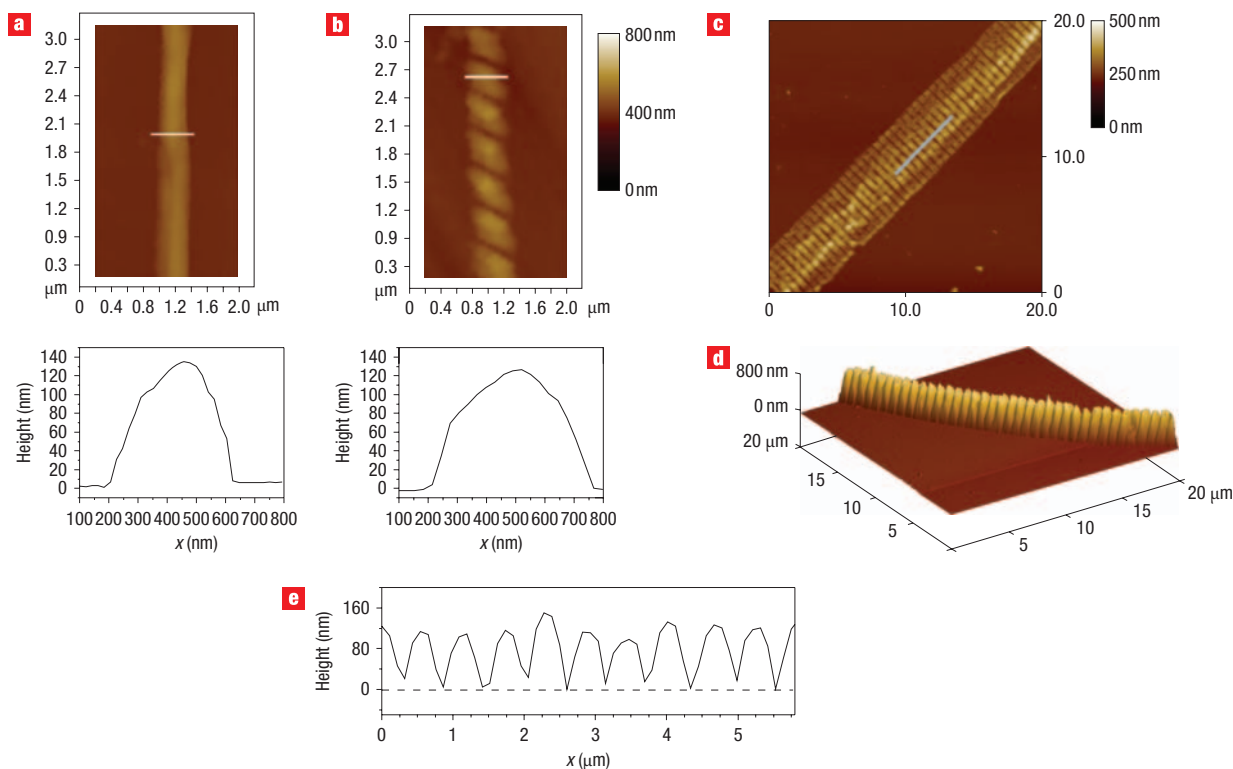 a
3.0
2.7
2.4
2.1
1.8
1.5
1.2
0.9
0.3
μm
0 0.4 0.8 1.2 1.6 2.0 μm
b
3.0
2.7
2.4
2.1
1.8
1.5
1.2
0.9
0.3
μm
0 0.4 0.8 1.2 1.6 2.0 μm
800 nm
400 nm
0 nm
c
20.0
10.0
0
0 10.0 20.0
500 nm
250 nm
0 nm
Height (nm)
140
120
100
80
60
40
20
0
100 200 300 400 500 600 700 800
x (nm)
Height (nm)
140
120
100
80
60
40
20
0
100 200 300 400 500 600 700 800
x (nm)
d
800 nm
0 nm
20 μm
15
10
5
5
10
15
20 μm
e
Height (nm)
160
80
0
0 1 2 3 4 5
x (μm)